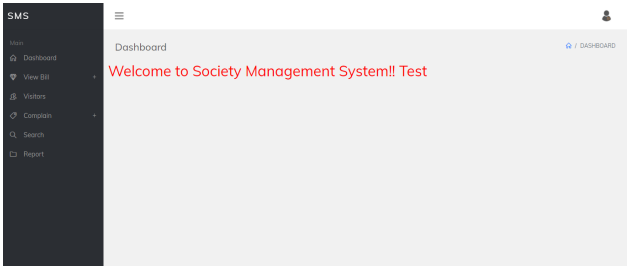 SMS
Main
Dashboard
View Bill +
Visitors
Complain +
Search
Report
Dashboard
/ DASHBOARD
Welcome to Society Management System!! Test